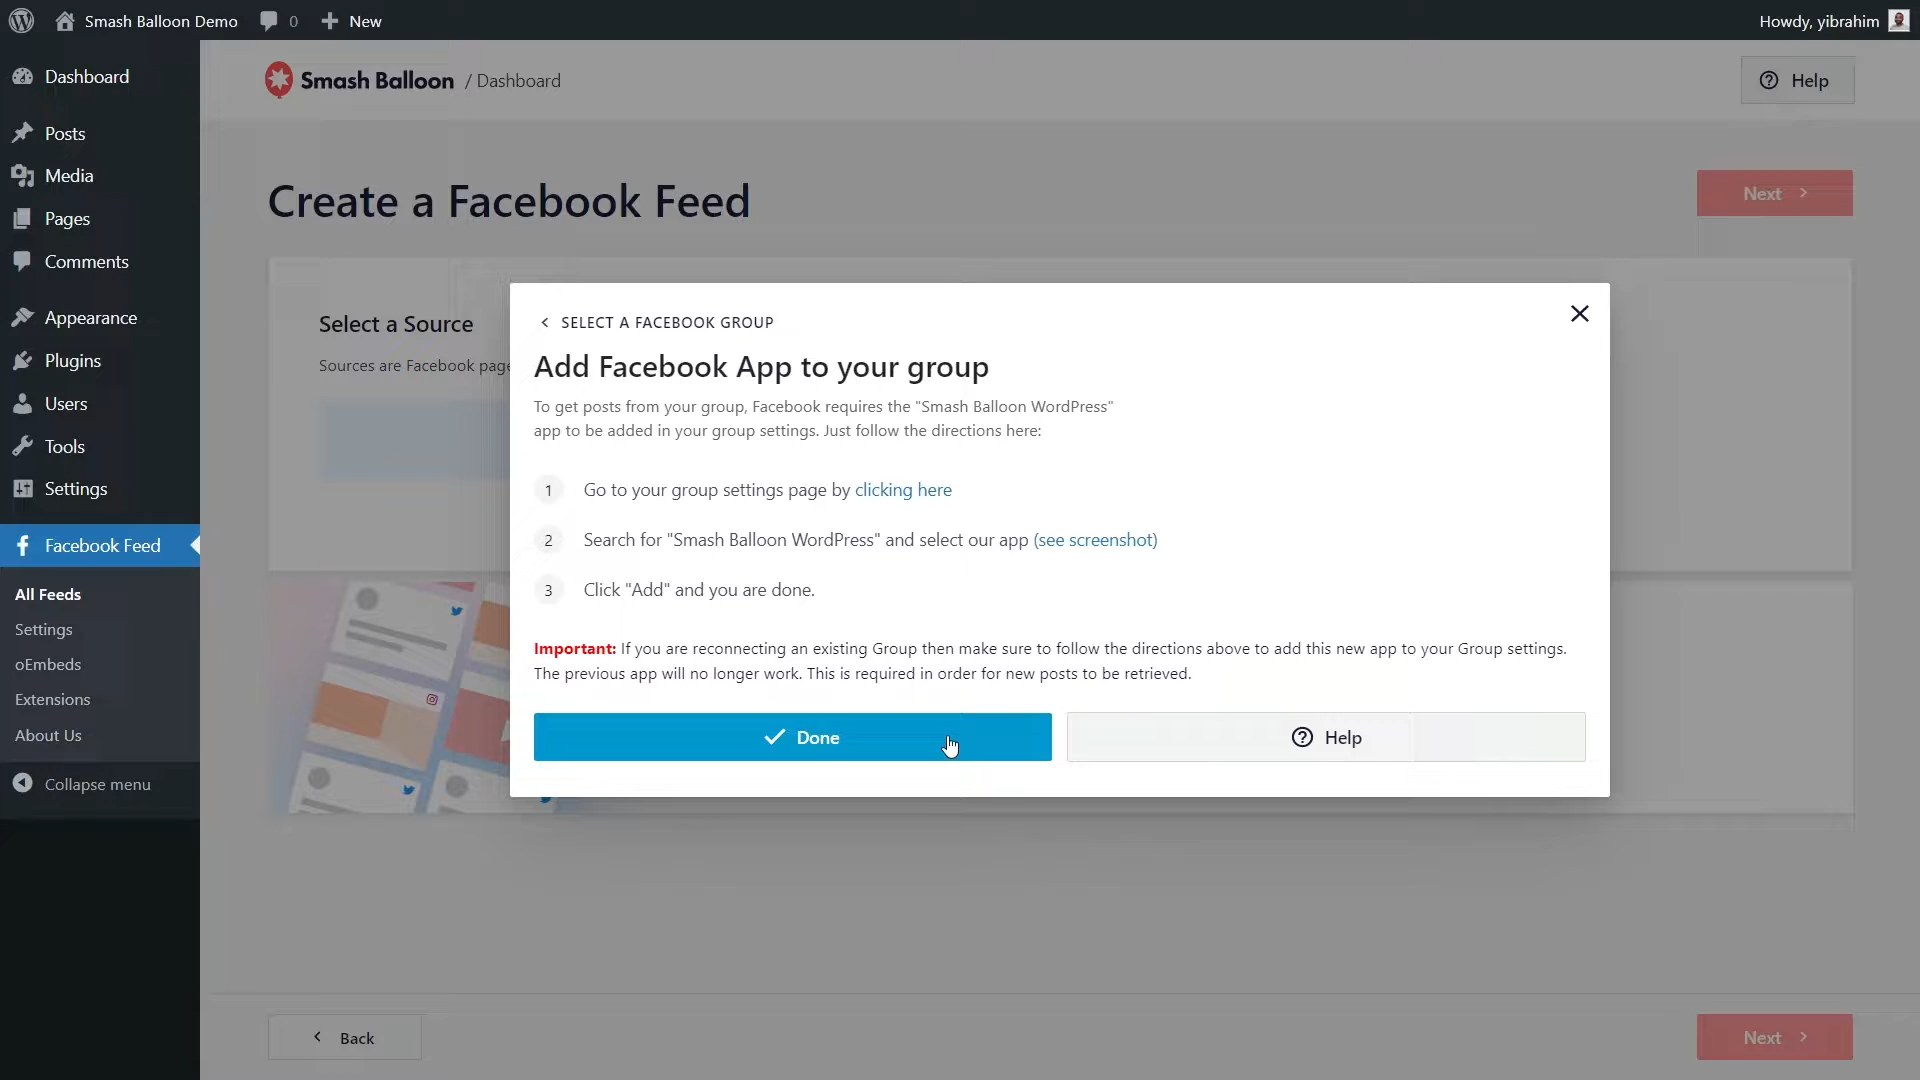 Smash Balloon Demo
0
New
Howdy, yibrahim
Dashboard
Posts
Media
Pages
Comments
Appearance
Plugins
Users
Tools
Settings
Facebook Feed
All Feeds
Settings
oEmbeds
Extensions
About Us
Collapse menu
Smash Balloon / Dashboard
Help
Create a Facebook Feed
Next
Select a Source
Sources are Facebook page
SELECT A FACEBOOK GROUP
Add Facebook App to your group
To get posts from your group, Facebook requires the "Smash Balloon WordPress"
app to be added in your group settings. Just follow the directions here:
1 Go to your group settings page by clicking here
2 Search for "Smash Balloon WordPress" and select our app (see screenshot)
3 Click "Add" and you are done.
Important: If you are reconnecting an existing Group then make sure to follow the directions above to add this new app to your Group settings.
The previous app will no longer work. This is required in order for new posts to be retrieved.
Done
Help
Back
Next